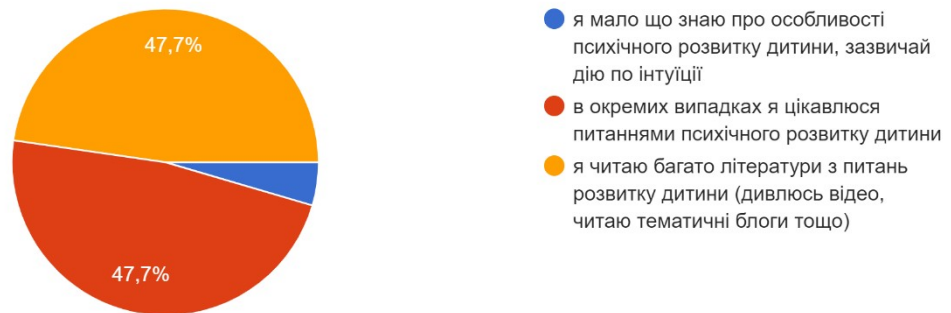 47,7%
47,7%
я мало що знаю про особливості
психічного розвитку дитини, зазвичай
дію по інтуїції
в окремих випадках я цікавлюся
питаннями психічного розвитку дитини
я читаю багато літератури з питань
розвитку дитини (дивлюсь відео,
читаю тематичні блоги тощо)